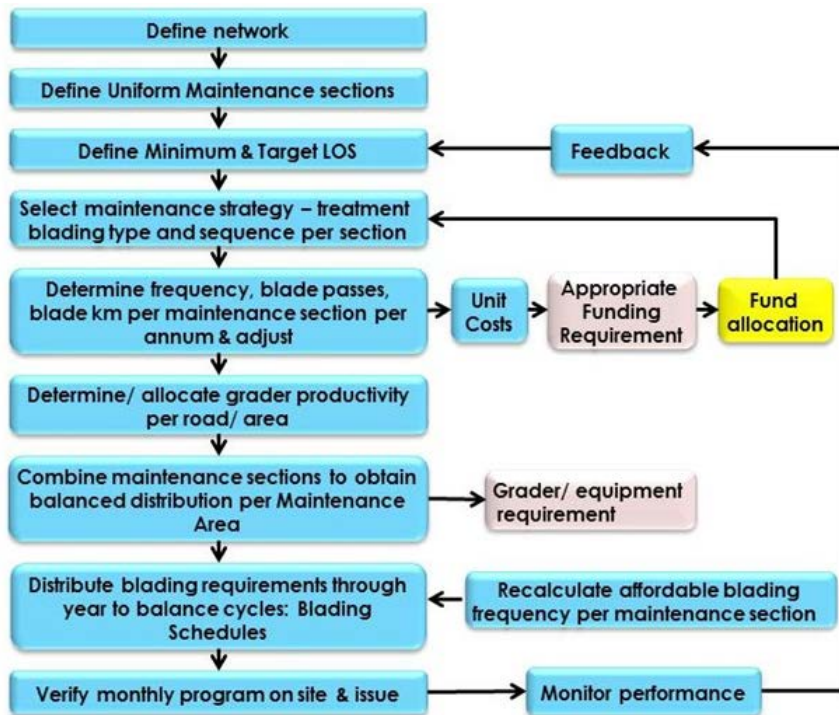 Define network
Define Uniform Maintenance sections
Define Minimum & Target LOS
Feedback
Select maintenance strategy – treatment
blading type and sequence per section
Determine frequency, blade passes,
blade km per maintenance section per
annum & adjust
Unit
Costs
Appropriate
Funding
Requirement
Fund
allocation
Determine/ allocate grader productivity
per road/ area
Combine maintenance sections to obtain
balanced distribution per Maintenance
Area
Grader/ equipment
requirement
Distribute blading requirements through
year to balance cycles: Blading
Schedules
Recalculate affordable blading
frequency per maintenance section
Verify monthly program on site & issue
Monitor performance